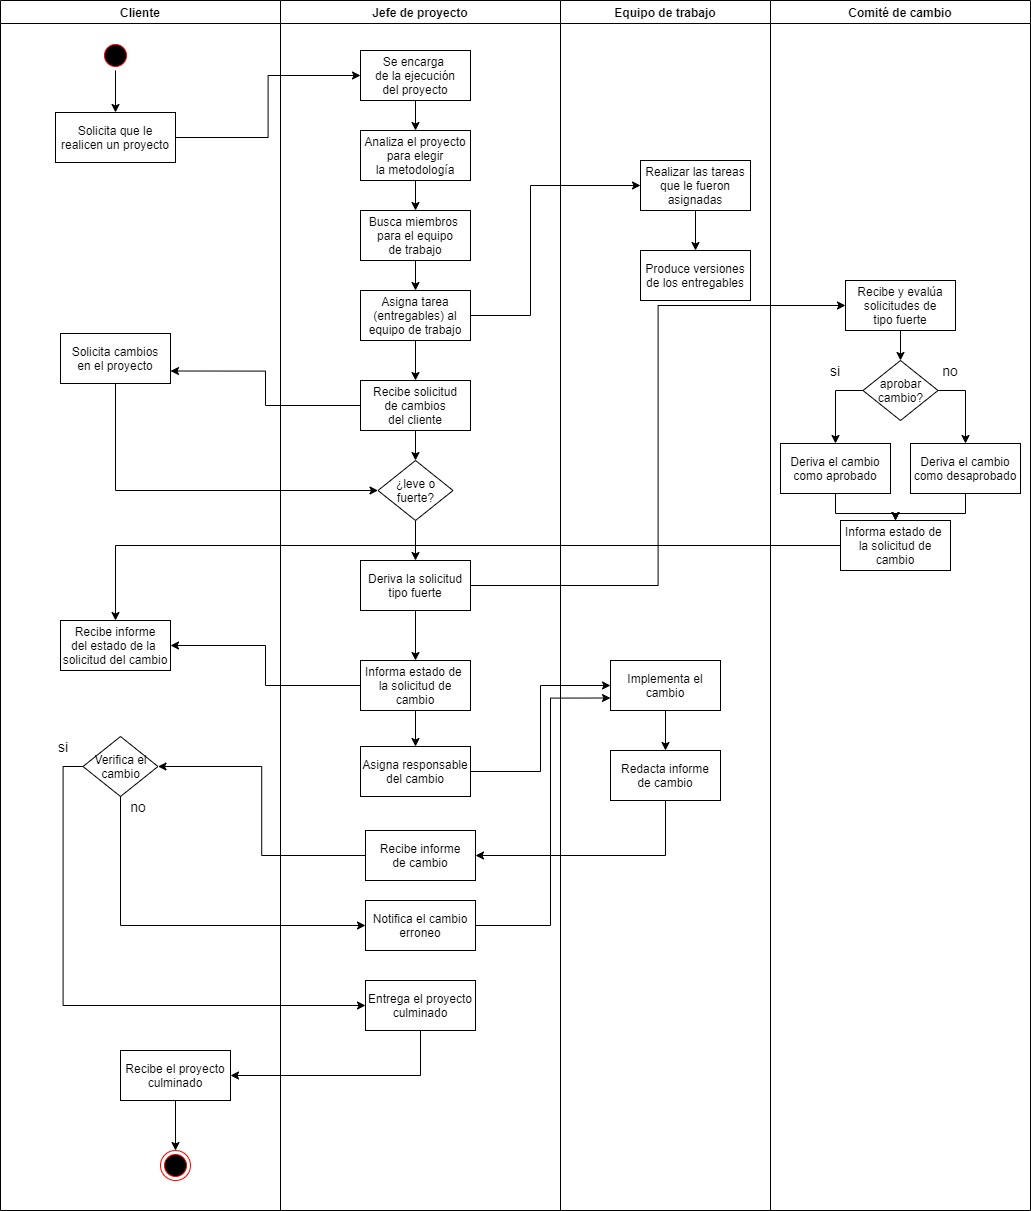 Cliente
Jefe de proyecto
Equipo de trabajo
Comité de cambio
Se encarga
de la ejecución
del proyecto
Solicita que le
realicen un proyecto
Analiza el proyecto
para elegir
la metodología
Realizar las tareas
que le fueron
asignadas
Busca miembros
para el equipo
de trabajo
Produce versiones
de los entregables
Asigna tarea
(entregables) al
equipo de trabajo
Recibe y evalúa
solicitudes de
tipo fuerte
Solicita cambios
en el proyecto
si
no
aprobar
cambio?
Recibe solicitud
de cambios
del cliente
Deriva el cambio
como aprobado
Deriva el cambio
como desaprobado
¿leve o
fuerte?
Informa estado de
la solicitud de
cambio
Deriva la solicitud
tipo fuerte
Recibe informe
del estado de la
solicitud del cambio
Informa estado de
la solicitud de
cambio
Implementa el
cambio
si
Verifica el
cambio
no
Asigna responsable
del cambio
Redacta informe
de cambio
Recibe informe
de cambio
Notifica el cambio
erroneo
Entrega el proyecto
culminado
Recibe el proyecto
culminado